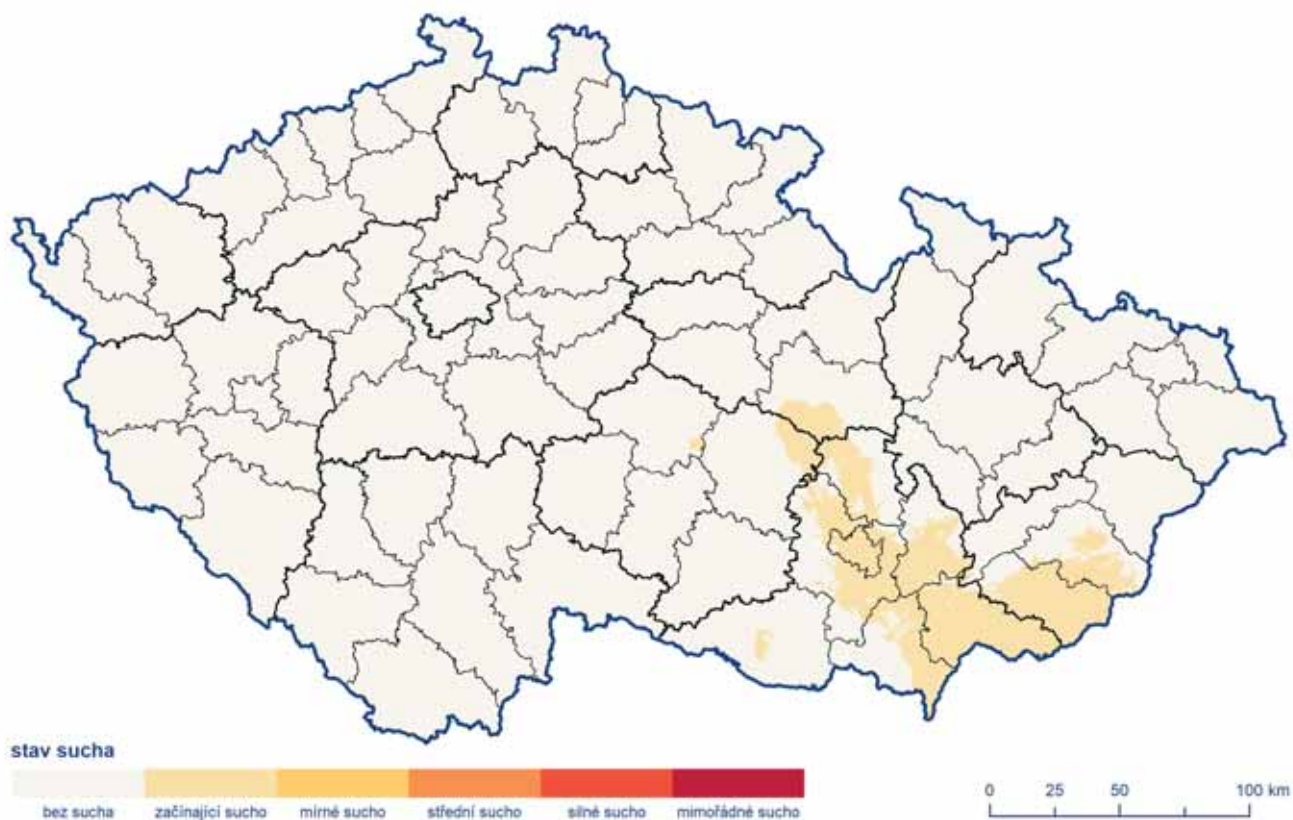 stav sucha
bez sucha začínající sucho mírné sucho střední sucho silné sucho mimořádné sucho
0 25 50 100 km